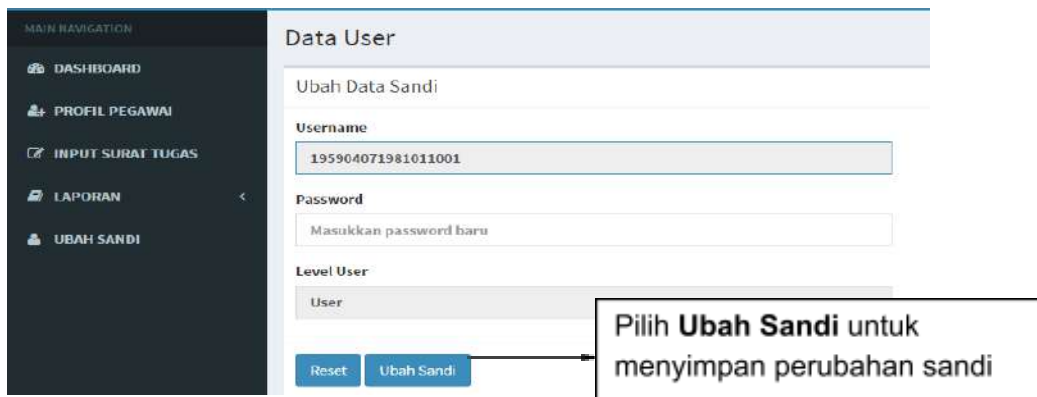 MAIN NAVIGATION
DASHBOARD
PROFIL PEGAWAI
INPUT SURAT TUGAS
LAPORAN
UBAH SANDI
Data User
Ubah Data Sandi
Username
195904071981011001
Password
Masukkan password baru
Level User
User
Reset
Ubah Sandi
Pilih Ubah Sandi untuk
menyimpan perubahan sandi